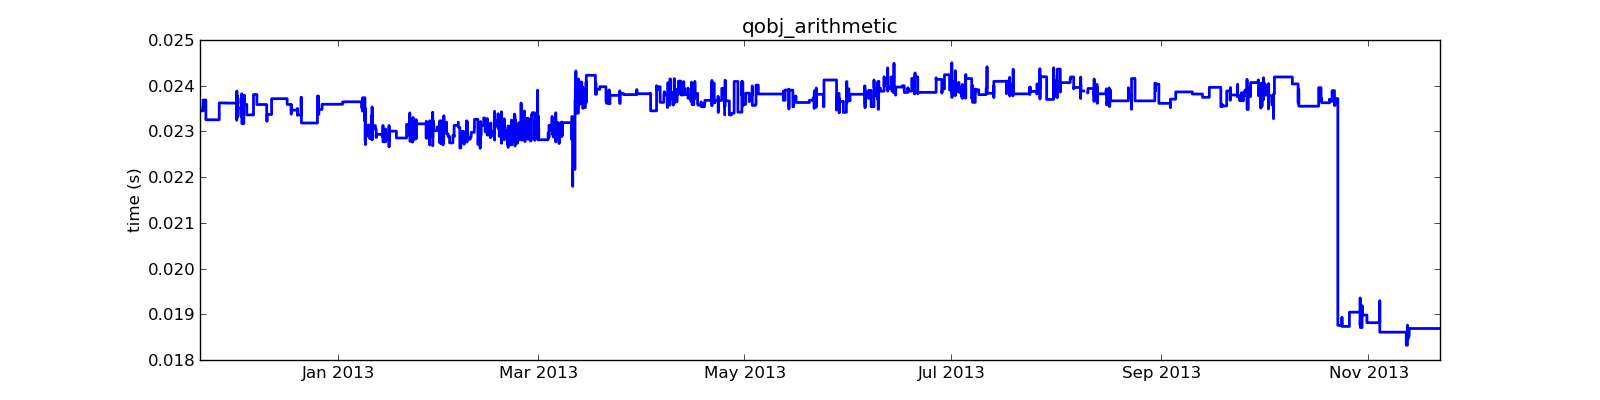 qobj_arithmetic
time (s)
0.025
0.024
0.023
0.022
0.021
0.020
0.019
0.018
Jan 2013
Mar 2013
May 2013
Jul 2013
Sep 2013
Nov 2013